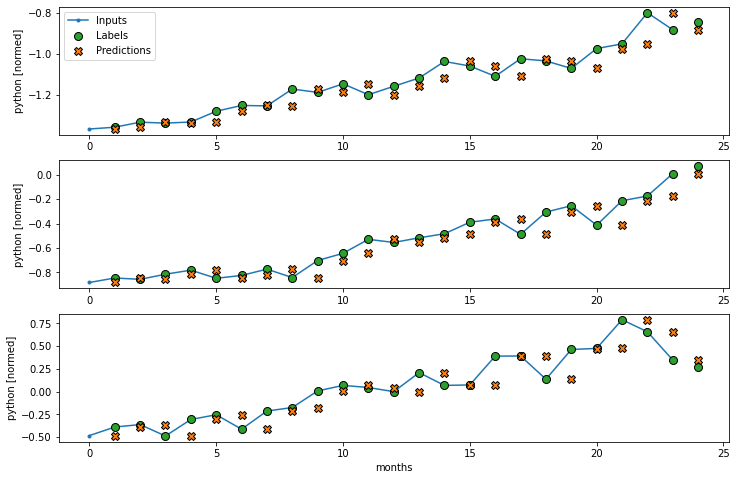 python [normed]
−0.8
−1.0
−1.2
Inputs
Labels
Predictions
0 5 10 15 20 25
python [normed]
0.0
−0.2
−0.4
−0.6
−0.8
0 5 10 15 20 25
python [normed]
0.75
0.50
0.25
0.00
−0.25
−0.50
0 5 10 15 20 25
months